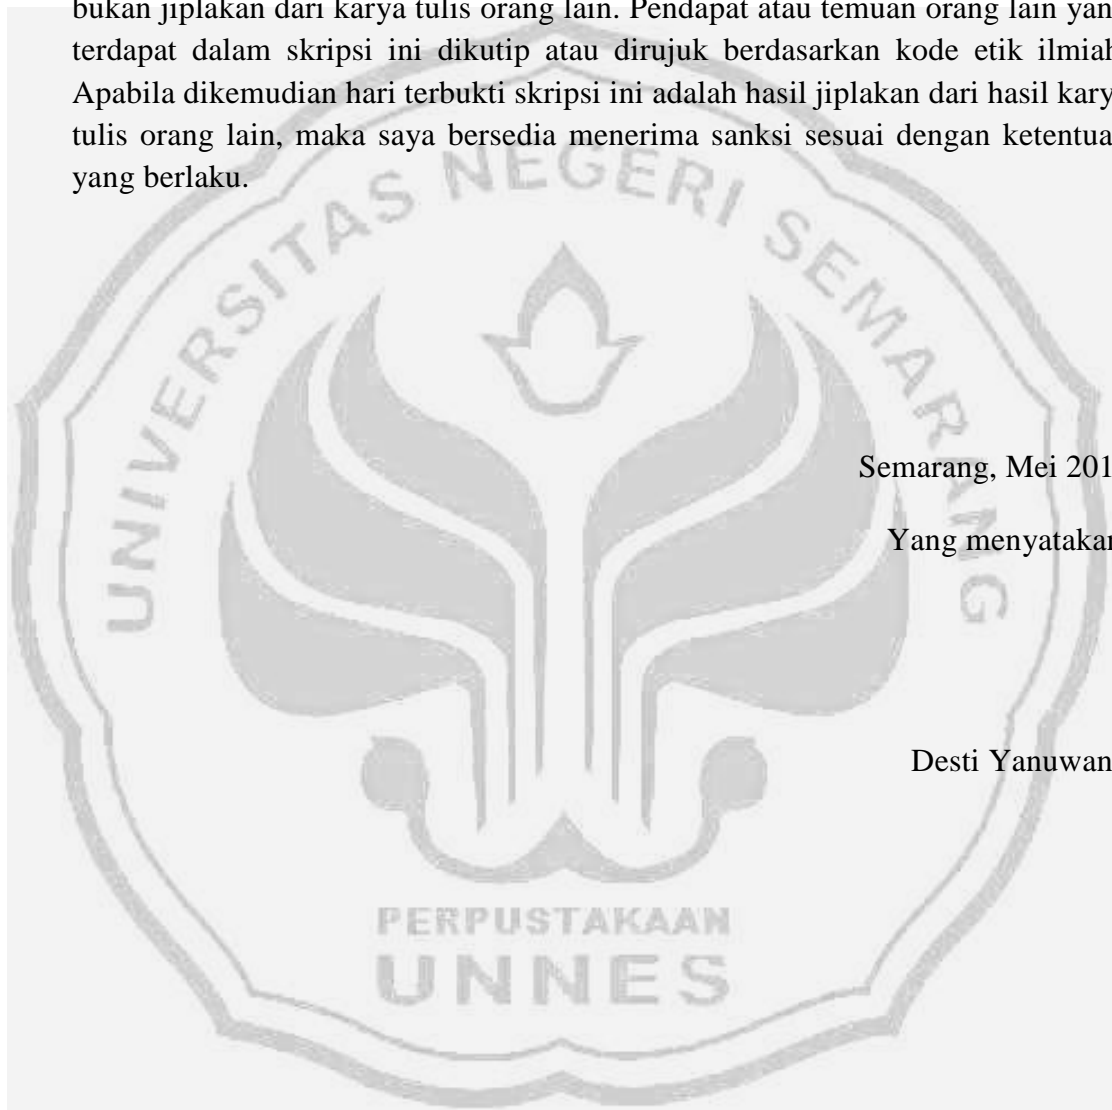 bukan jiplakan dari karya tulis orang lain. Pendapat atau temuan orang lain yan
terdapat dalam skripsi ini dikutip atau dirujuk berdasarkan kode etik ilmiah
Apabila dikemudian hari terbukti skripsi ini adalah hasil jiplakan dari hasil kary
tulis orang lain, maka saya bersedia menerima sanksi sesuai dengan ketentua
yang berlaku.
UNIVERSITAS NEGERI SEMARANG
Semarang, Mei 201
Yang menyatakan
Desti Yanuwan
PERPUSTAKAAN
UNNES